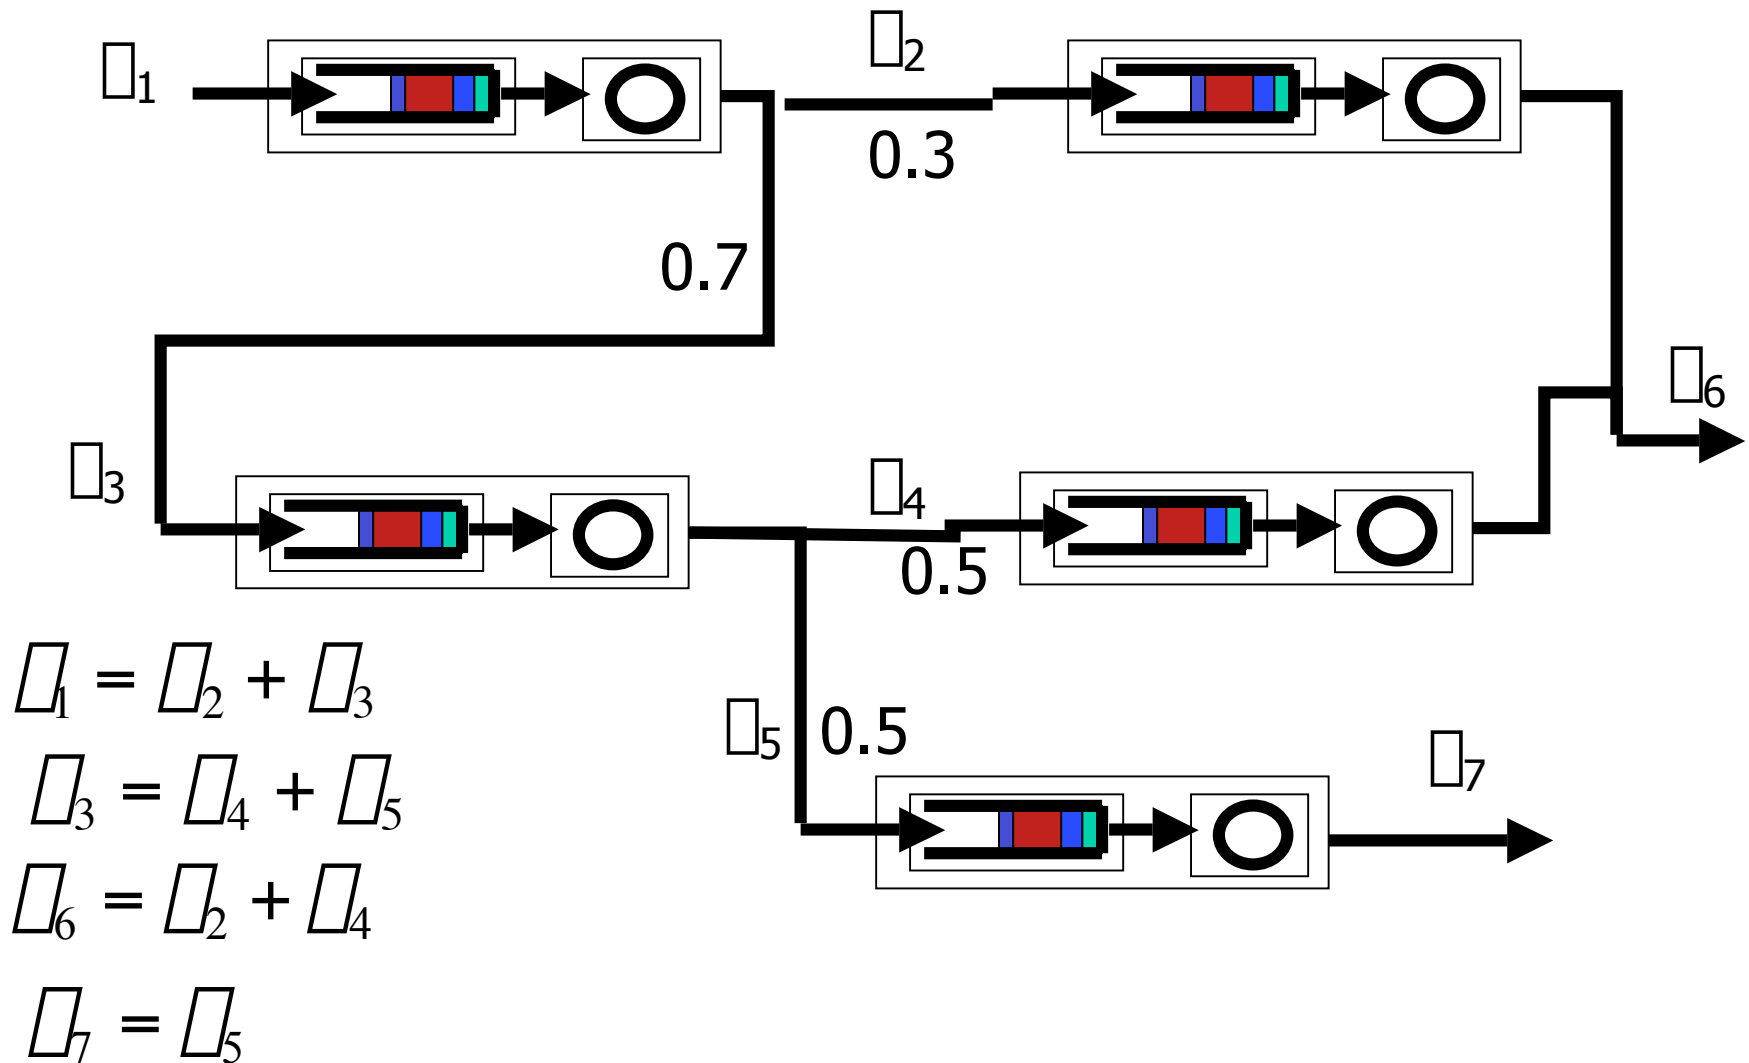 ▯1
▯2
0.3
0.7
▯6
▯3
▯4
0.5
▯1 = ▯2 + ▯3
▯5 0.5
▯7
▯3 = ▯4 + ▯5
▯6 = ▯2 + ▯4
▯7 = ▯5